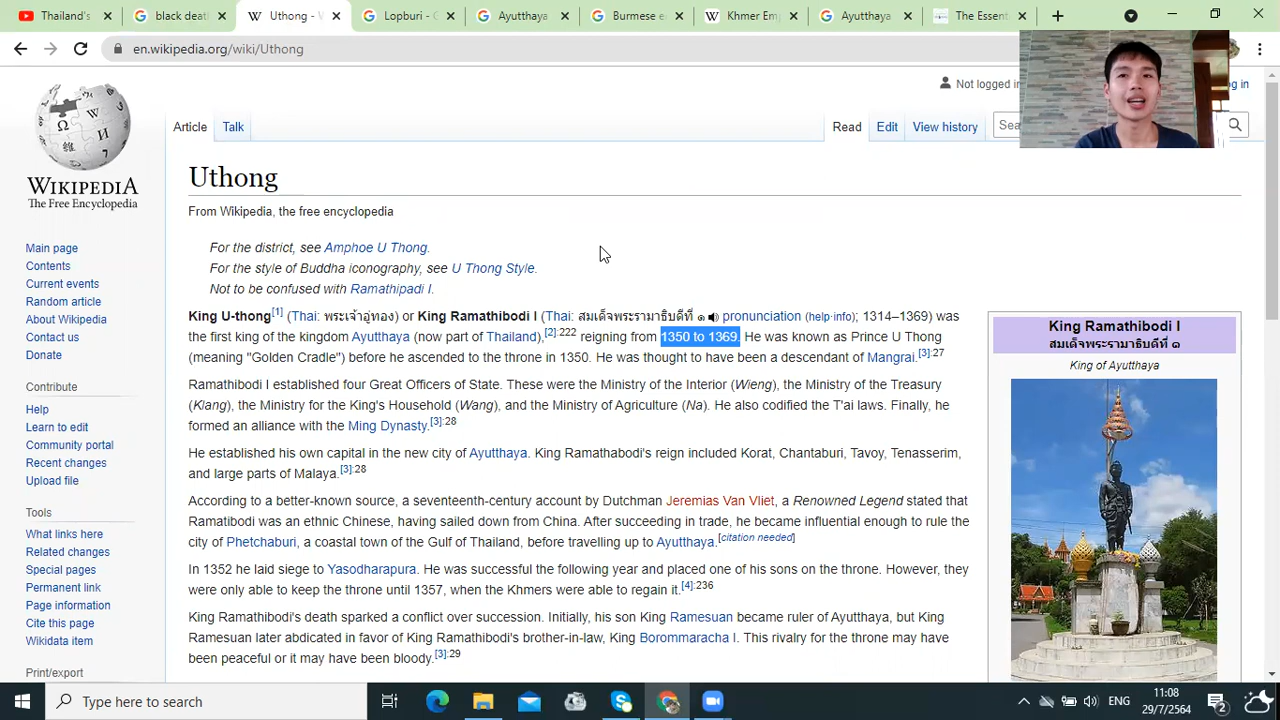 Thailand's
black death
Uthong - W
Lopburi - G
Ayutthaya
Burmese e
Khmer Em
Ayutthaya
The Essent
en.wikipedia.org/wiki/Uthong
Not logged in
g in
Article Talk
Read Edit View history
Sea
WIKIPEDIA
The Free Encyclopedia
Main page
Contents
Current events
Random article
About Wikipedia
Contact us
Donate
Contribute
Help
Learn to edit
Community portal
Recent changes
Upload file
Tools
What links here
Related changes
Special pages
Permanent link
Page information
Cite this page
Wikidata item
Print/export
Uthong
From Wikipedia, the free encyclopedia
For the district, see Amphoe U Thong.
For the style of Buddha iconography, see U Thong Style.
Not to be confused with Ramathipadi I.
King U-thong[1] (Thai: พระเจ้าอู่ทอง) or King Ramathibodi I (Thai: สมเด็จพระรามาธิบดีที่ ๑ pronunciation (help·info); 1314–1369) was
the first king of the kingdom Ayutthaya (now part of Thailand),[2]:222 reigning from 1350 to 1369. He was known as Prince U Thong
(meaning "Golden Cradle") before he ascended to the throne in 1350. He was thought to have been a descendant of Mangrai.[3]:27
Ramathibodi I established four Great Officers of State. These were the Ministry of the Interior (Wieng), the Ministry of the Treasury
(Klang), the Ministry for the King's Household (Wang), and the Ministry of Agriculture (Na). He also codified the T'ai laws. Finally, he
formed an alliance with the Ming Dynasty.[3]:28
He established his own capital in the new city of Ayutthaya. King Ramathabodi's reign included Korat, Chantaburi, Tavoy, Tenasserim,
and large parts of Malaya.[3]:28
According to a better-known source, a seventeenth-century account by Dutchman Jeremias Van Vliet, a Renowned Legend stated that
Ramatibodi was an ethnic Chinese, having sailed down from China. After succeeding in trade, he became influential enough to rule the
city of Phetchaburi, a coastal town of the Gulf of Thailand, before travelling up to Ayutthaya.[citation needed]
In 1352 he laid siege to Yasodharapura. He was successful the following year and placed one of his sons on the throne. However, they
were only able to keep the throne until 1357, when the Khmers were able to regain it.[4]:236
King Ramathibodi's death sparked a conflict over succession. Initially, his son King Ramesuan became ruler of Ayutthaya, but King
Ramesuan later abdicated in favor of King Ramathibodi's brother-in-law, King Borommaracha I. This rivalry for the throne may have
been peaceful or it may have been bloody.[3]:29
King Ramathibodi I
สมเด็จพระรามาธิบดีที่ ๑
King of Ayutthaya
Type here to search
ENG
11:08
29/7/2564
2